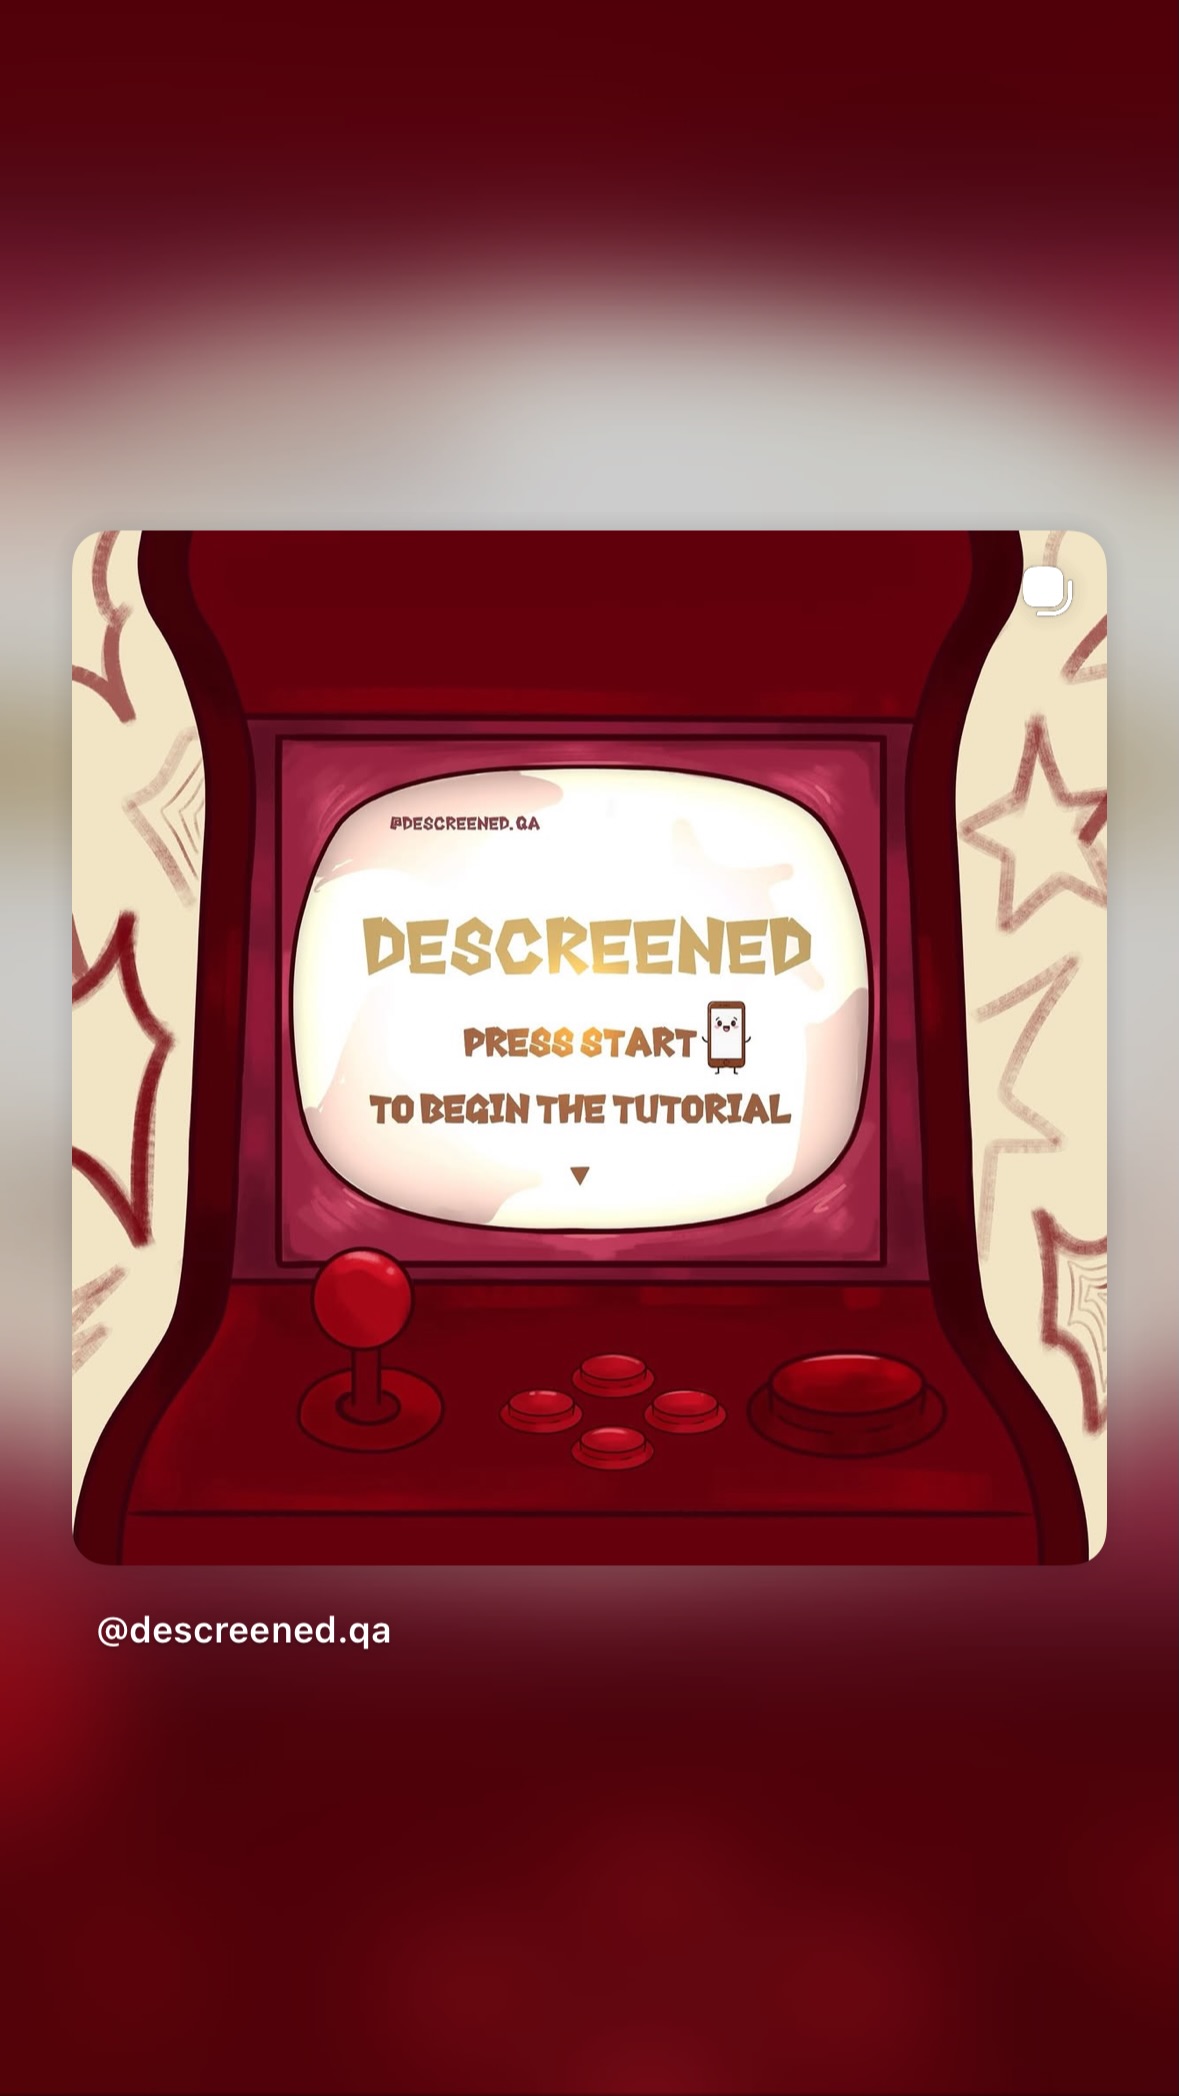 @DESCREENED.QA
DESCREENED
PRESS START
TO BEGIN THE TUTORIAL
@descreened.qa